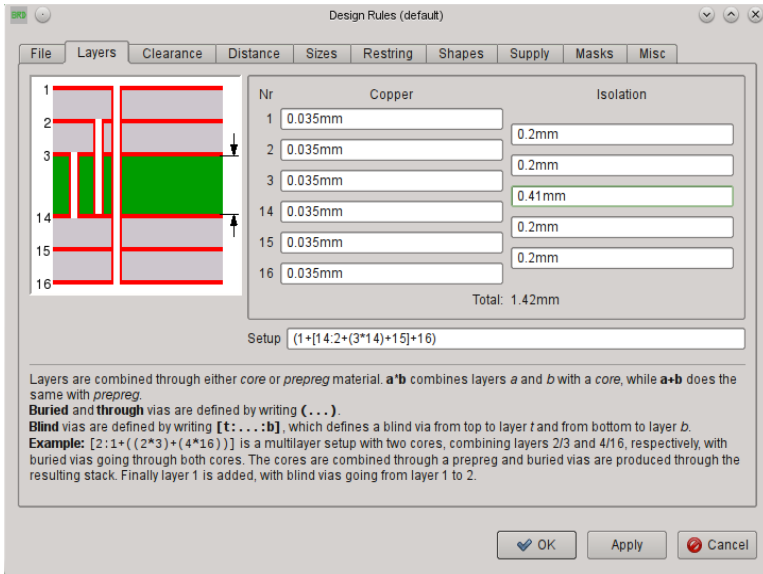 Design Rules (default)
File Layers Clearance Distance Sizes Restring Shapes Supply Masks Misc
1
2
3
14
15
16
Nr Copper Isolation
1 0.035mm
0.2mm
2 0.035mm
0.2mm
3 0.035mm
0.41mm
14 0.035mm
0.2mm
15 0.035mm
0.2mm
16 0.035mm
Total: 1.42mm
Setup (1+[14:2+(3*14)+15]+16)
Layers are combined through either core or prepreg material. a*b combines layers a and b with a core, while a+b does the
same with prepreg.
Buried and through vias are defined by writing (...).
Blind vias are defined by writing [t:...:b], which defines a blind via from top to layer t and from bottom to layer b.
Example: [2:1+((2*3)+(4*16))] is a multilayer setup with two cores, combining layers 2/3 and 4/16, respectively, with
buried vias going through both cores. The cores are combined through a prepreg and buried vias are produced through the
resulting stack. Finally layer 1 is added, with blind vias going from layer 1 to 2.
OK Apply Cancel